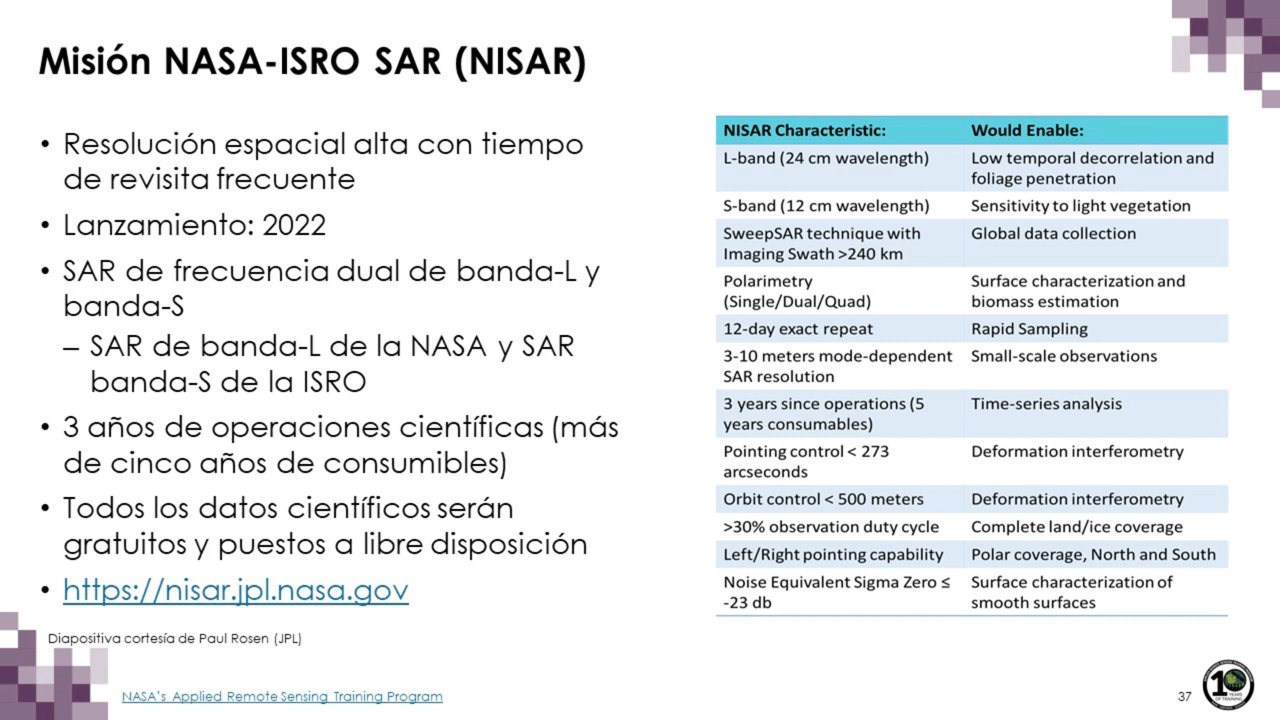 Misión NASA-ISRO SAR (NISAR)
• Resolución espacial alta con tiempo
de revisita frecuente
• Lanzamiento: 2022
• SAR de frecuencia dual de banda-L y
banda-S
– SAR de banda-L de la NASA y SAR
banda-S de la ISRO
• 3 años de operaciones científicas (más
de cinco años de consumibles)
• Todos los datos científicos serán
gratuitos y puestos a libre disposición
• https://nisar.jpl.nasa.gov
Diapositiva cortesía de Paul Rosen (JPL)
NISAR Characteristic: Would Enable:
L-band (24 cm wavelength) Low temporal decorrelation and
foliage penetration
S-band (12 cm wavelength) Sensitivity to light vegetation
SweepSAR technique with Global data collection
Imaging Swath >240 km
Polarimetry Surface characterization and
(Single/Dual/Quad) biomass estimation
12-day exact repeat Rapid Sampling
3-10 meters mode-dependent Small-scale observations
SAR resolution
3 years since operations (5 Time-series analysis
years consumables)
Pointing control < 273 Deformation interferometry
arcseconds
Orbit control < 500 meters Deformation interferometry
>30% observation duty cycle Complete land/ice coverage
Left/Right pointing capability Polar coverage, North and South
Noise Equivalent Sigma Zero ≤ Surface characterization of
-23 db smooth surfaces
NASA's Applied Remote Sensing Training Program
37
10
YEARS
OF TRAINING